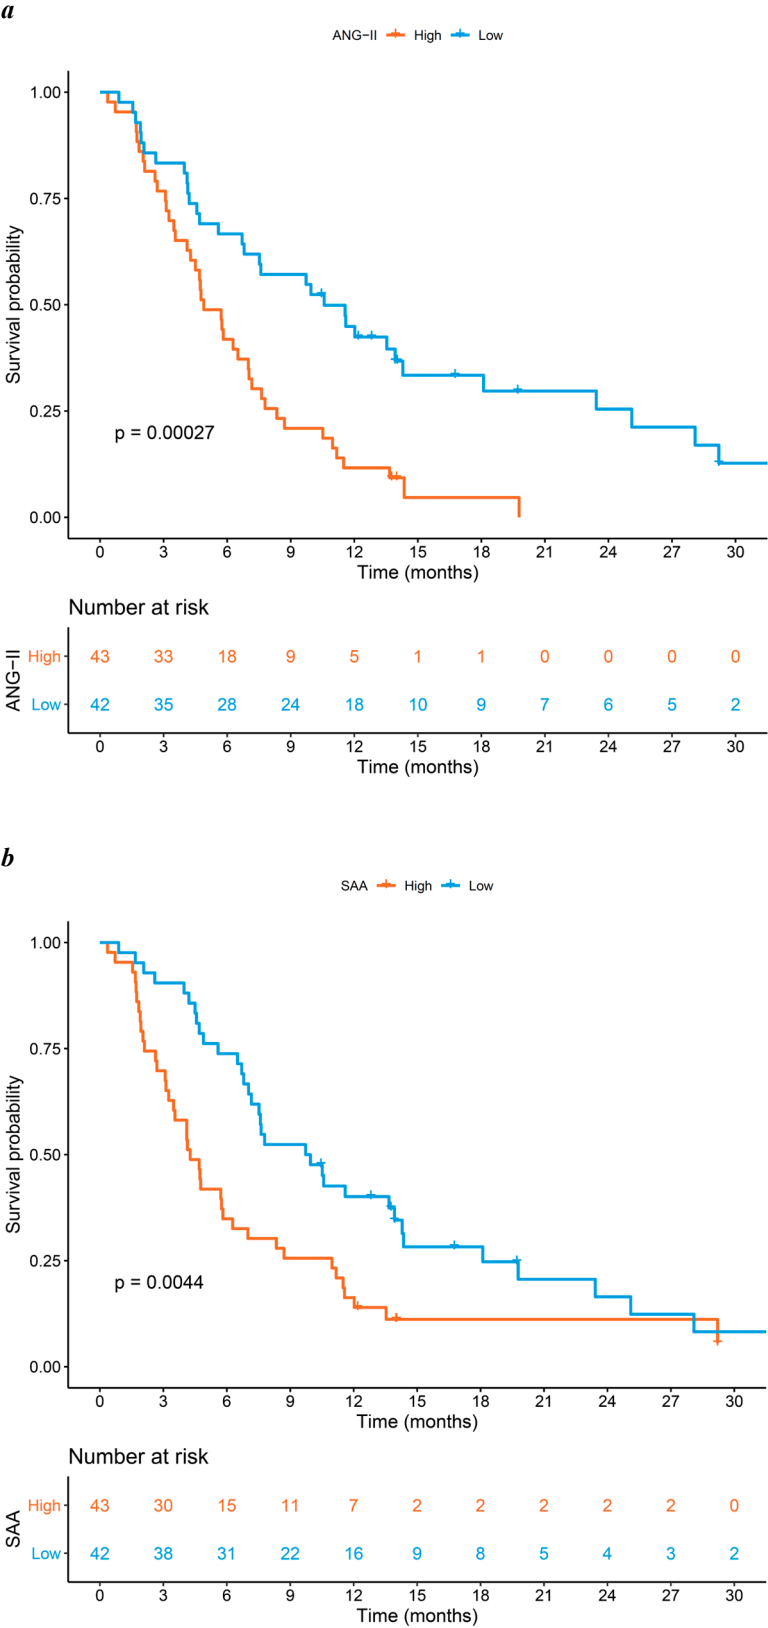 a
ANG−II High Low
1.00
0.75
0.50
0.25
0.00
Survival probability
p = 0.00027
0 3 6 9 12 15 18 21 24 27 30
Time (months)
Number at risk
ANG−II
High 43 33 18 9 5 1 1 0 0 0 0
Low 42 35 28 24 18 10 9 7 6 5 2
0 3 6 9 12 15 18 21 24 27 30
Time (months)
b
SAA High Low
1.00
0.75
0.50
0.25
0.00
Survival probability
p = 0.0044
0 3 6 9 12 15 18 21 24 27 30
Time (months)
Number at risk
SAA
High 43 30 15 11 7 2 2 2 2 2 0
Low 42 38 31 22 16 9 8 5 4 3 2
0 3 6 9 12 15 18 21 24 27 30
Time (months)